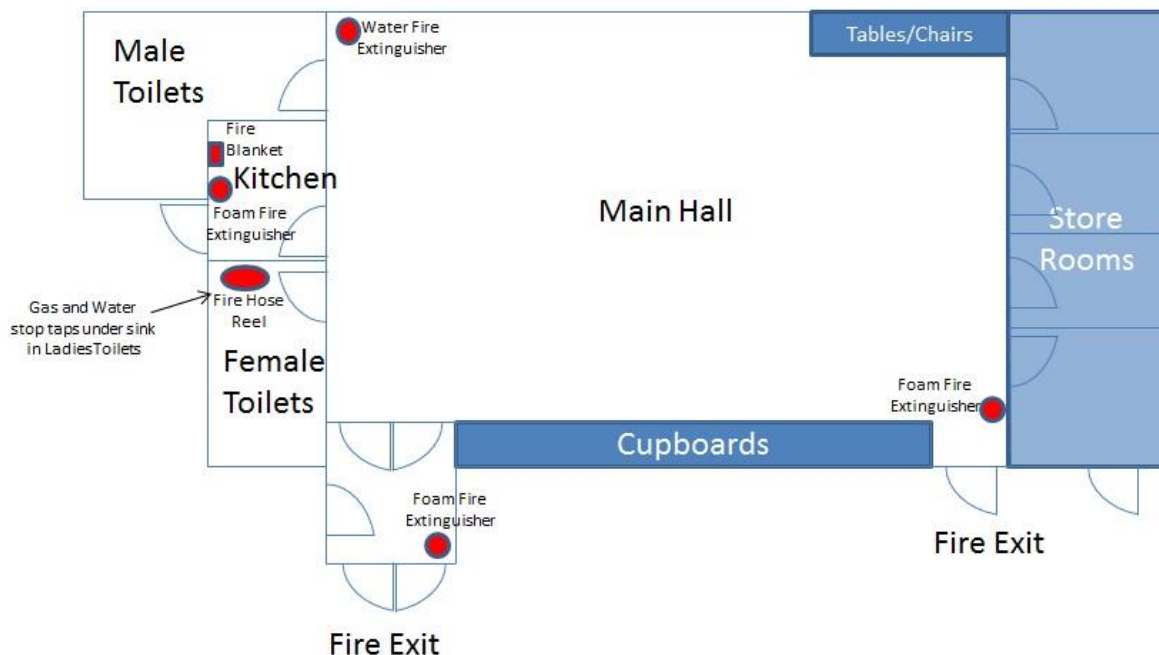 Male
Toilets
Water Fire
Extinguisher
Tables/Chairs
Fire
Blanket
Kitchen
Foam Fire
Extinguisher
Main Hall
Store
Rooms
Gas and Water
stop taps under sink
in LadiesToilets
Fire Hose
Reel
Female
Toilets
Foam Fire
Extinguisher
Cupboards
Foam Fire
Extinguisher
Fire Exit
Fire Exit